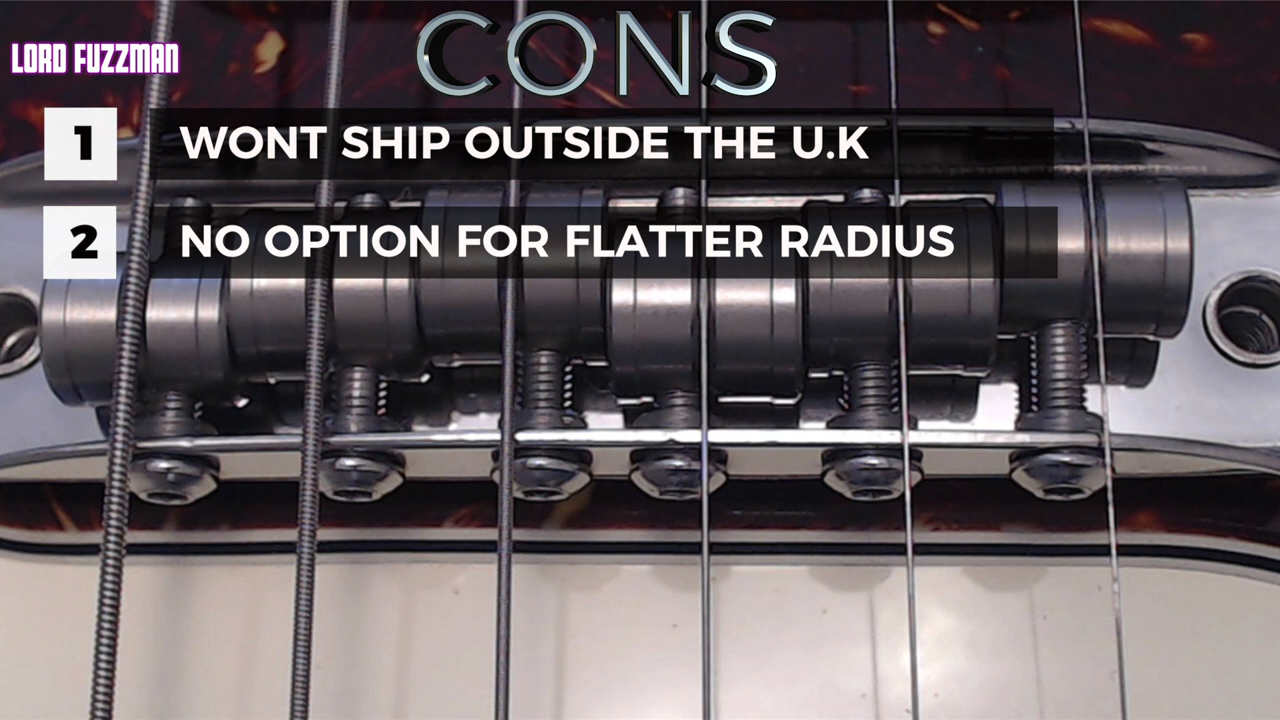 CONS
LORD FUZZMAN
1 WONT SHIP OUTSIDE THE U.K
2 NO OPTION FOR FLATTER RADIUS